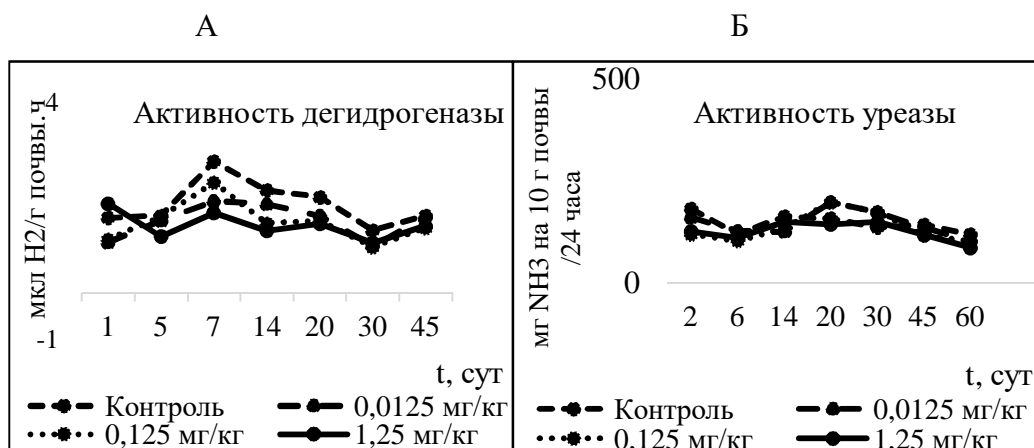 А Б
4
Активность дегидрогеназы
мкл H2/г почвы.ч
-1
1 5 7 14 20 30 45
t, сут
Контроль 0,0125 мг/кг
0,125 мг/кг 1,25 мг/кг
500
Активность уреазы
мг NH3 на 10 г почвы
/24 часа
0
2 6 14 20 30 45 60
t, сут
Контроль 0,0125 мг/кг
0,125 мг/кг 1,25 мг/кг